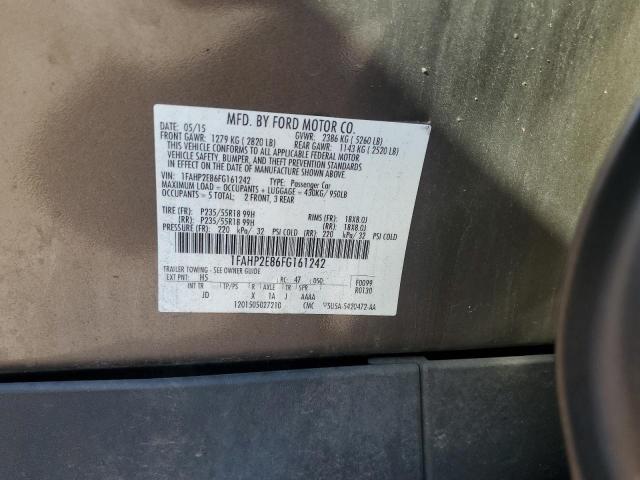 MFD. BY FORD MOTOR CO.
05/15 GVWR: 2386 KG ( 5260 LB)
FRONT GAWR: 1279 KG ( 2820 LB) REAR GAWR: 1143 KG ( 2520 LB)
THIS VEHICLE CONFORMS TO ALL APPLICABLE FEDERAL MOTOR
VEHICLE SAFETY, BUMPER, AND THEFT PREVENTION STANDARDS
IN EFFECT ON THE DATE OF MANUFACTURE SHOWN ABOVE.
VIN: 1FAHP2E86FG161242 TYPE: Passenger Car
MAXIMUM LOAD = OCCUPANTS + LUGGAGE = 430KG/ 950LB
OCCUPANTS = 5 TOTAL: 2 FRONT, 3 REAR
TIRE (FR): P235/55R18 99H RIMS (FR): 18X8.0J
(RR): P235/55R18 99H (RR): 18X8.0J
PRESSURE (FR): 220 kPa/ 32 PSI COLD (RR): 220 kPa/ 32 PSI COLD
1FAHP2E86FG161242
TRAILER TOWING - SEE OWNER GUIDE
EXT PNT: H5 RC: 47 DSO: F0099
R0130
INT TR TP/PS R AXLE TR SPR
JD X 1A J AAAA
1201505027210 CMC 5U5A-5420472-AA